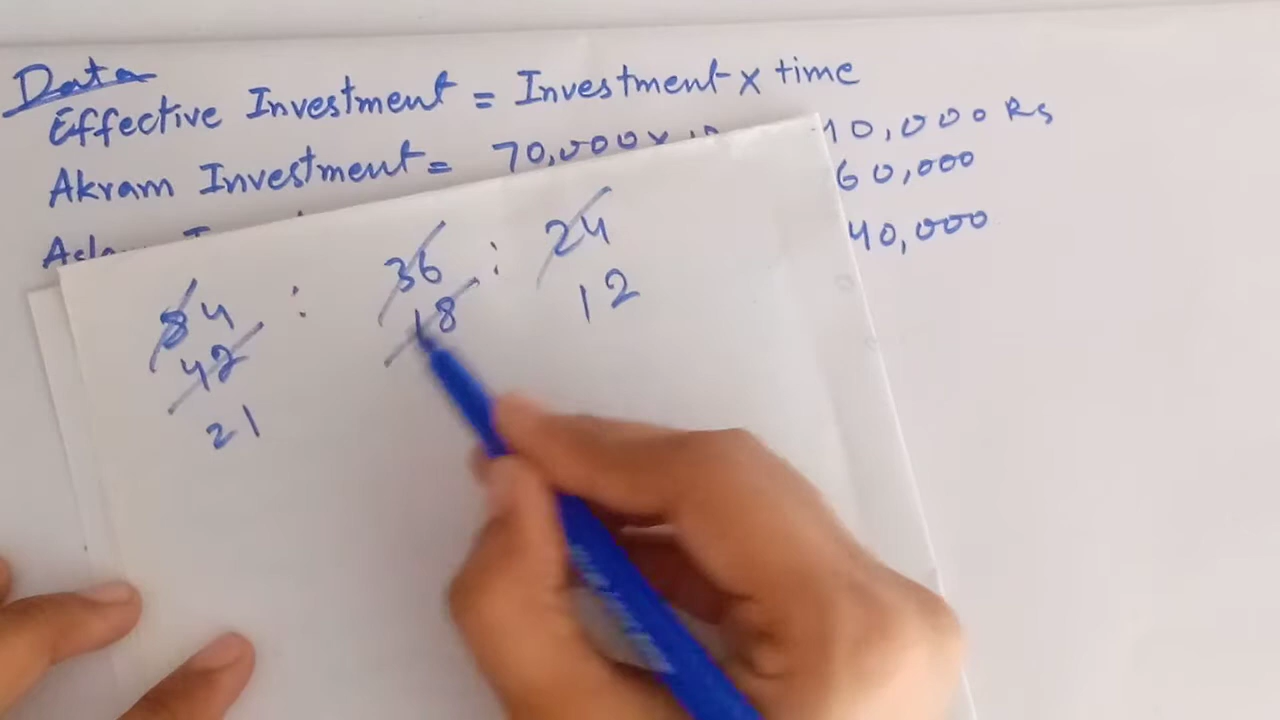 Data
Effective Investment = Investment x time
Akram Investment = 70,000 x 10,000 Rs
60,000
40,000
84 : 36 : 24
42 18 12
21